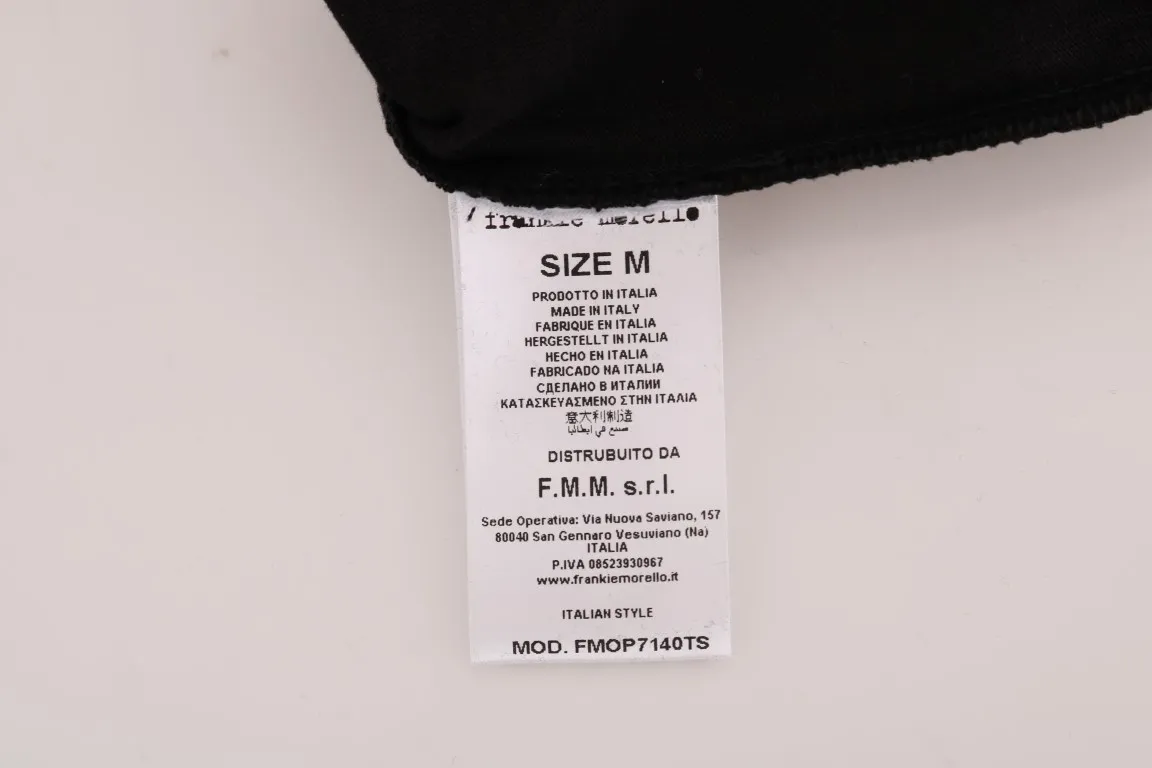 frankie morello
SIZE M
PRODOTTO IN ITALIA
MADE IN ITALY
FABRIQUE EN ITALIA
HERGESTELLT IN ITALIA
HECHO EN ITALIA
FABRICADO NA ITALIA
СДЕЛАНО В ИТАЛИИ
ΚΑΤΑΣΚΕΥΑΣΜΕΝΟ ΣΤΗΝ ΙΤΑΛΙΑ
意大利制造
صنع في إيطاليا
DISTRUBUITO DA
F.M.M. s.r.l.
Sede Operativa: Via Nuova Saviano, 157
80040 San Gennaro Vesuviano (Na)
ITALIA
P.IVA 08523930967
www.frankiemorello.it
ITALIAN STYLE
MOD. FMOP7140TS